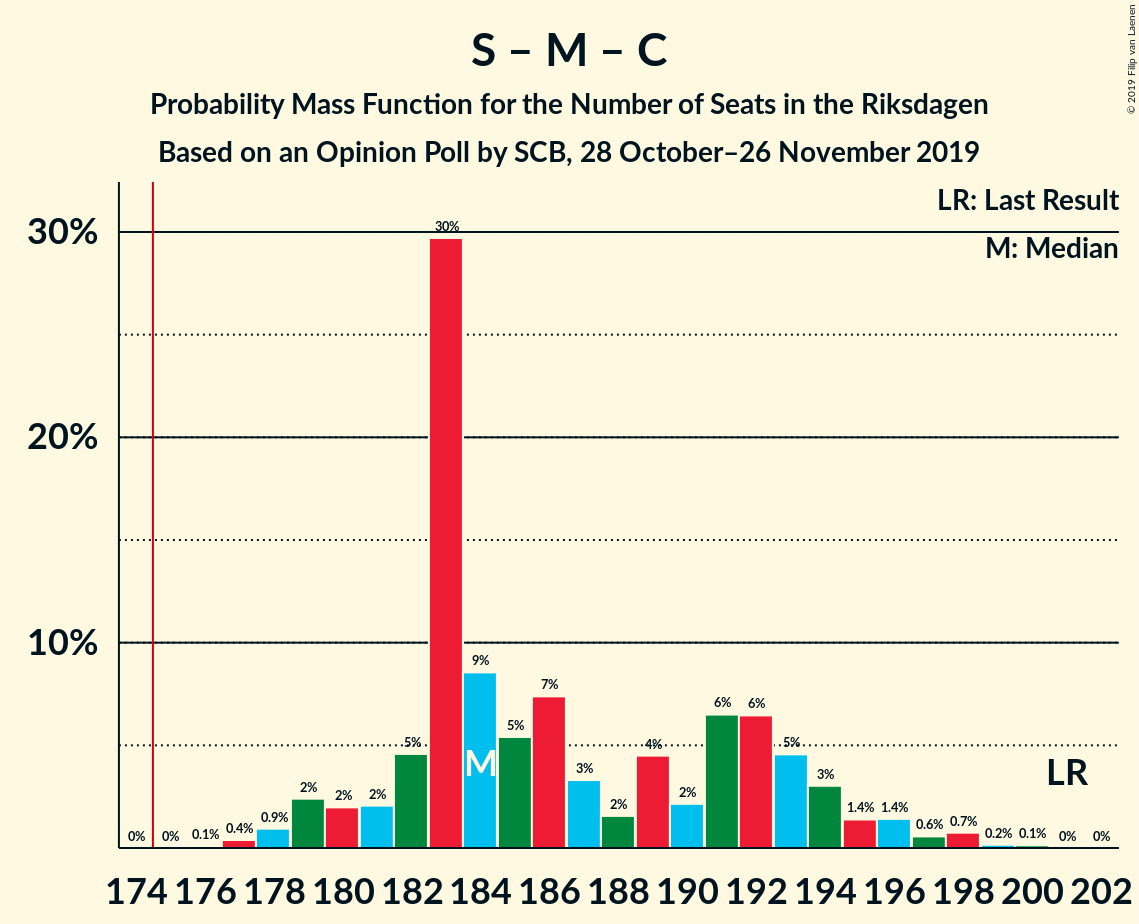 S – M – C
Probability Mass Function for the Number of Seats in the Riksdagen
Based on an Opinion Poll by SCB, 28 October–26 November 2019
© 2019 Filip van Laenen
LR: Last Result
M: Median
30%
20%
10%
0% 0% 0.1% 0.4% 0.9% 2% 2% 2% 5% 30% 9% 5% 7% 3% 2% 4% 2% 6% 6% 5% 3% 1.4% 1.4% 0.6% 0.7% 0.2% 0.1% 0% 0%
M
LR
174 176 178 180 182 184 186 188 190 192 194 196 198 200 202